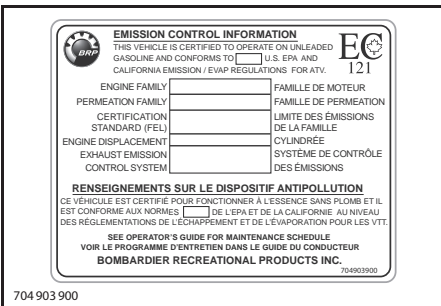 EMISSION CONTROL INFORMATION
THIS VEHICLE IS CERTIFIED TO OPERATE ON UNLEADED
GASOLINE AND CONFORMS TO U.S. EPA AND
CALIFORNIA EMISSION / EVAP REGULATIONS FOR ATV.
BRP
EC
121
ENGINE FAMILY FAMILLE DE MOTEUR
PERMEATION FAMILY FAMILLE DE PERMEATION
CERTIFICATION LIMITE DES ÉMISSIONS
STANDARD (FEL) DE LA FAMILLE
ENGINE DISPLACEMENT CYLINDRÉE
EXHAUST EMISSION SYSTÈME DE CONTRÔLE
CONTROL SYSTEM DES ÉMISSIONS
RENSEIGNEMENTS SUR LE DISPOSITIF ANTIPOLLUTION
CE VÉHICULE EST CERTIFIÉ POUR FONCTIONNER À L'ESSENCE SANS PLOMB ET IL
EST CONFORME AUX NORMES DE L'EPA ET DE LA CALIFORNIE AU NIVEAU
DES RÉGLEMENTATIONS DE L'ÉCHAPPEMENT ET DE L'ÉVAPORATION POUR LES VTT.
SEE OPERATOR'S GUIDE FOR MAINTENANCE SCHEDULE
VOIR LE PROGRAMME D'ENTRETIEN DANS LE GUIDE DU CONDUCTEUR
BOMBARDIER RECREATIONAL PRODUCTS INC.
704903900
704 903 900